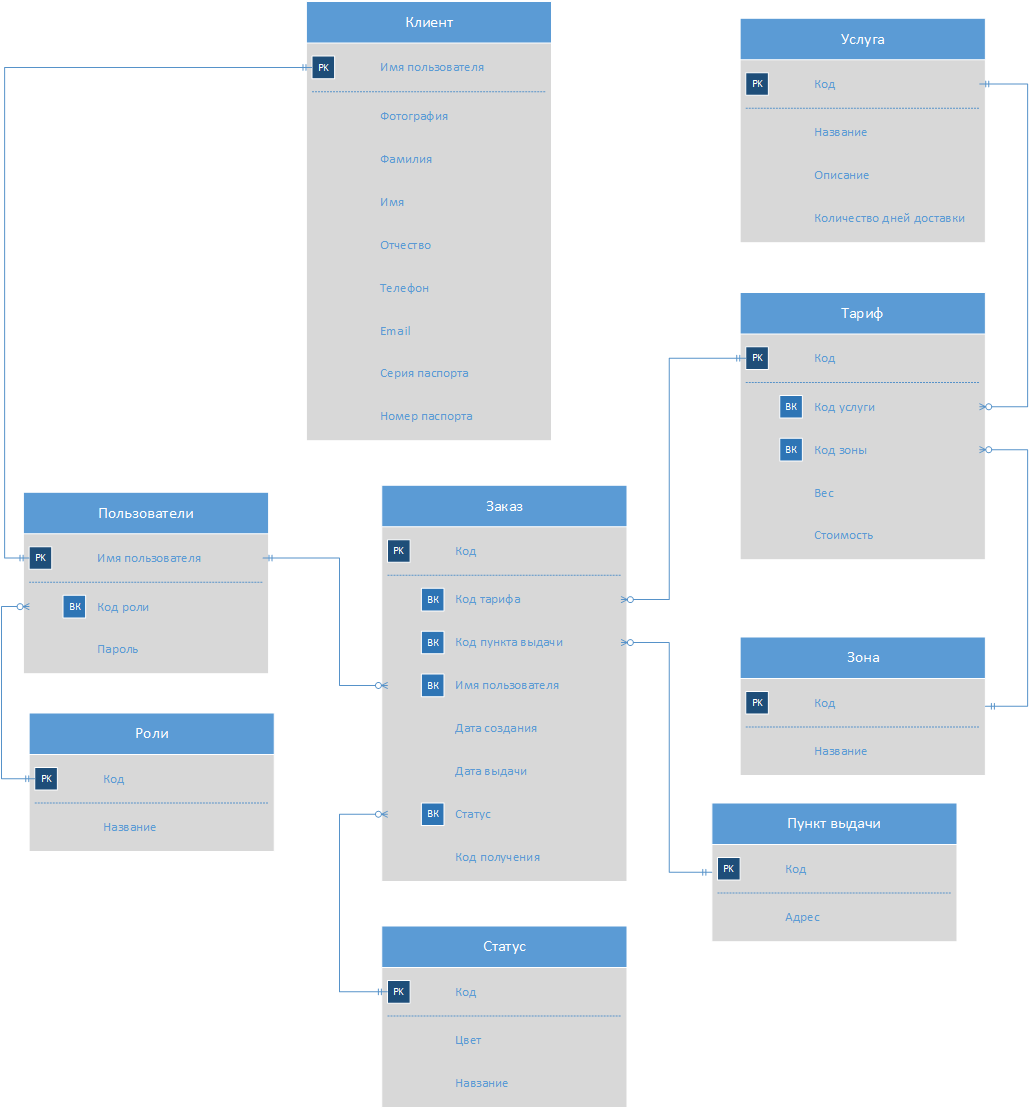 Клиент
PK Имя пользователя
Фотография
Фамилия
Имя
Отчество
Телефон
Email
Серия паспорта
Номер паспорта
Услуга
PK Код
Название
Описание
Количество дней доставки
Тариф
PK Код
ВК Код услуги
ВК Код зоны
Вес
Стоимость
Пользователи
PK Имя пользователя
ВК Код роли
Пароль
Заказ
PK Код
ВК Код тарифа
ВК Код пункта выдачи
ВК Имя пользователя
Дата создания
Дата выдачи
ВК Статус
Код получения
Зона
PK Код
Название
Роли
PK Код
Название
Пункт выдачи
PK Код
Адрес
Статус
PK Код
Цвет
Навзание